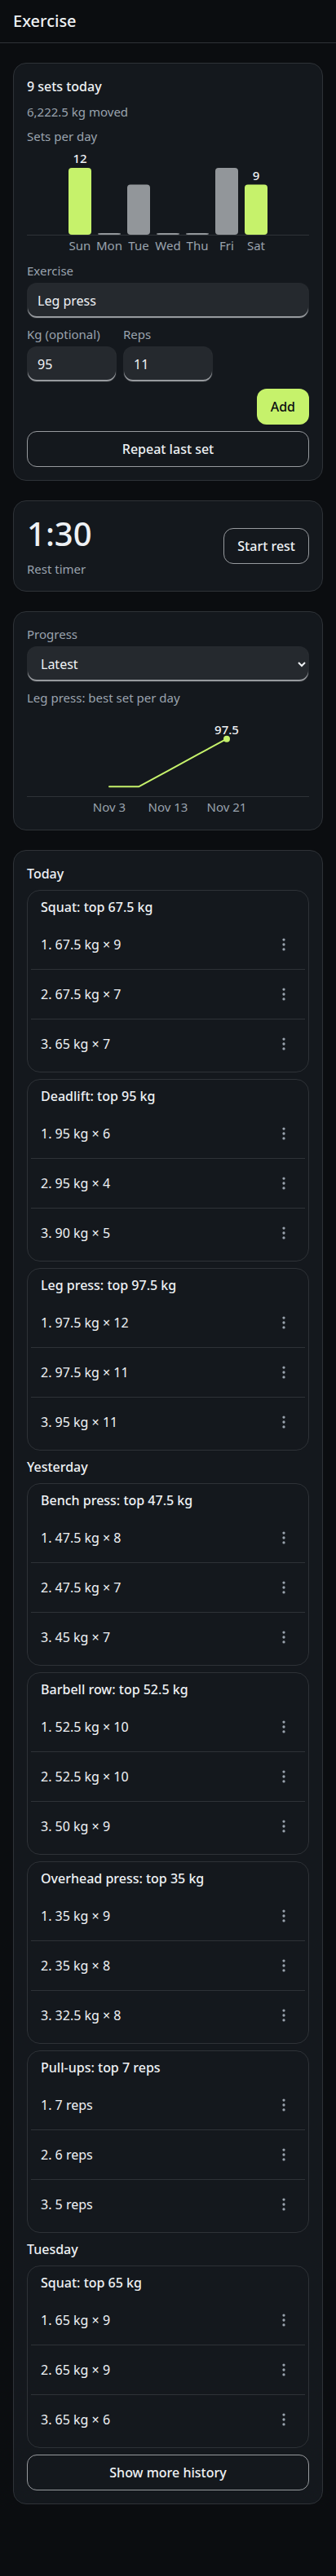 Exercise
9 sets today
6,222.5 kg moved
Sets per day
12
9
Sun Mon Tue Wed Thu Fri Sat
Exercise
Leg press
Kg (optional) Reps
95 11
Add
Repeat last set
1:30
Rest timer
Start rest
Progress
Latest
Leg press: best set per day
97.5
Nov 3 Nov 13 Nov 21
Today
Squat: top 67.5 kg
1. 67.5 kg × 9
2. 67.5 kg × 7
3. 65 kg × 7
Deadlift: top 95 kg
1. 95 kg × 6
2. 95 kg × 4
3. 90 kg × 5
Leg press: top 97.5 kg
1. 97.5 kg × 12
2. 97.5 kg × 11
3. 95 kg × 11
Yesterday
Bench press: top 47.5 kg
1. 47.5 kg × 8
2. 47.5 kg × 7
3. 45 kg × 7
Barbell row: top 52.5 kg
1. 52.5 kg × 10
2. 52.5 kg × 10
3. 50 kg × 9
Overhead press: top 35 kg
1. 35 kg × 9
2. 35 kg × 8
3. 32.5 kg × 8
Pull-ups: top 7 reps
1. 7 reps
2. 6 reps
3. 5 reps
Tuesday
Squat: top 65 kg
1. 65 kg × 9
2. 65 kg × 9
3. 65 kg × 6
Show more history